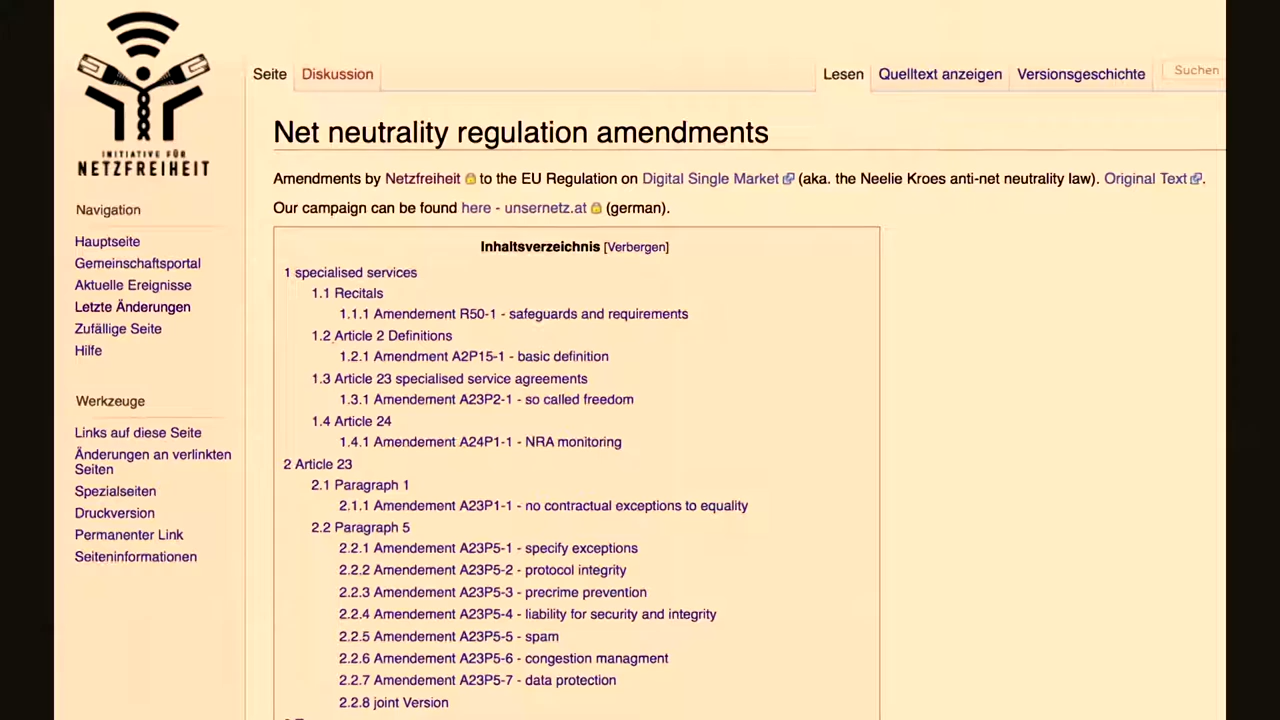 INITIATIVE FÜR
NETZFREIHEIT
Seite Diskussion Lesen Quelltext anzeigen Versionsgeschichte Suchen
Net neutrality regulation amendments
Amendments by Netzfreiheit to the EU Regulation on Digital Single Market (aka. the Neelie Kroes anti-net neutrality law). Original Text.
Our campaign can be found here - unsernetz.at (german).
Navigation
Hauptseite
Gemeinschaftsportal
Aktuelle Ereignisse
Letzte Änderungen
Zufällige Seite
Hilfe
Werkzeuge
Links auf diese Seite
Änderungen an verlinkten
Seiten
Spezialseiten
Druckversion
Permanenter Link
Seiteninformationen
Inhaltsverzeichnis [Verbergen]
1 specialised services
1.1 Recitals
1.1.1 Amendement R50-1 - safeguards and requirements
1.2 Article 2 Definitions
1.2.1 Amendment A2P15-1 - basic definition
1.3 Article 23 specialised service agreements
1.3.1 Amendement A23P2-1 - so called freedom
1.4 Article 24
1.4.1 Amendement A24P1-1 - NRA monitoring
2 Article 23
2.1 Paragraph 1
2.1.1 Amendement A23P1-1 - no contractual exceptions to equality
2.2 Paragraph 5
2.2.1 Amendement A23P5-1 - specify exceptions
2.2.2 Amendement A23P5-2 - protocol integrity
2.2.3 Amendement A23P5-3 - precrime prevention
2.2.4 Amendement A23P5-4 - liability for security and integrity
2.2.5 Amendement A23P5-5 - spam
2.2.6 Amendement A23P5-6 - congestion managment
2.2.7 Amendement A23P5-7 - data protection
2.2.8 joint Version